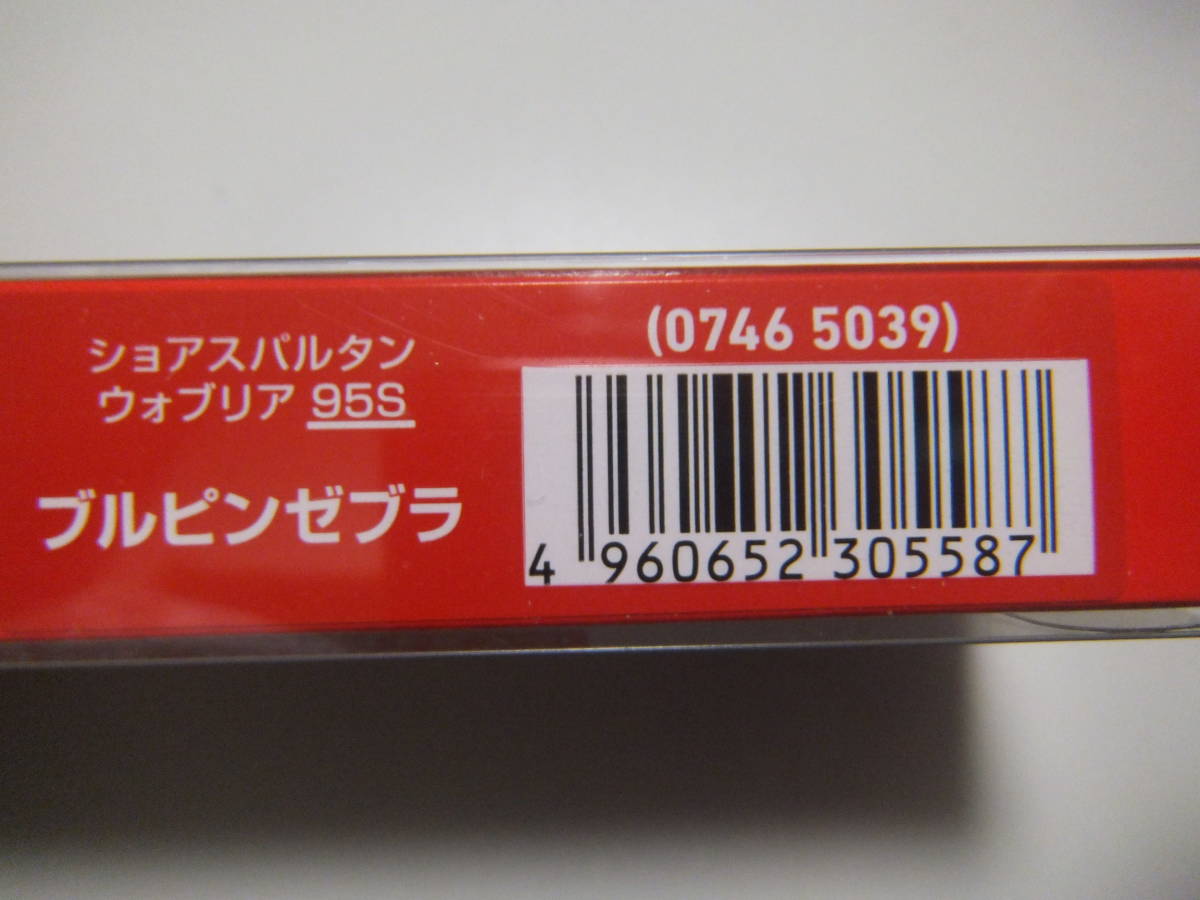 ショアスパルタン
ウォブリア 95S
ブルピンゼブラ
(0746 5039)
4 960652 305587